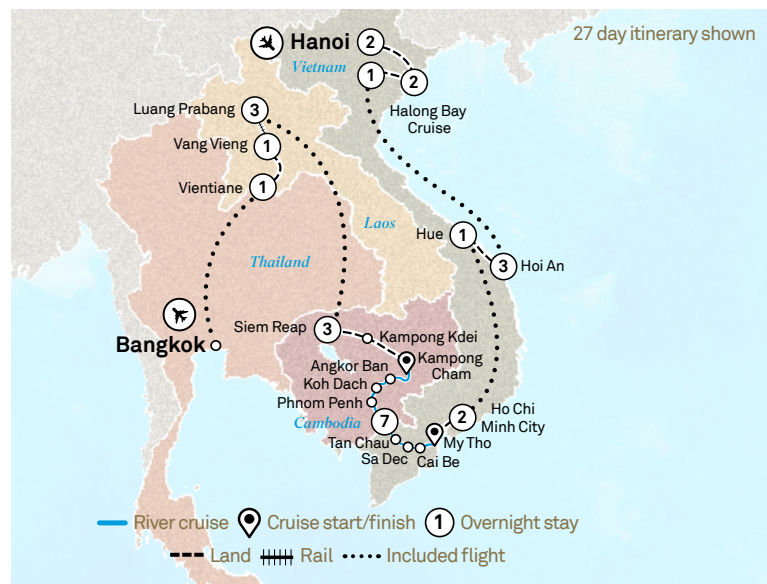 27 day itinerary shown
Hanoi
2
Vietnam
1
2
Halong Bay
Cruise
Luang Prabang
3
Vang Vieng
1
Vientiane
1
Laos
Hue
1
3
Hoi An
Thailand
Bangkok
Siem Reap
3
Kampong Kdei
Kampong
Cham
Angkor Ban
Koh Dach
Phnom Penh
Cambodia
7
2
Ho Chi
Minh City
Tan Chau
My Tho
Sa Dec
Cai Be
River cruise
Cruise start/finish
1
Overnight stay
Land
Rail
Included flight